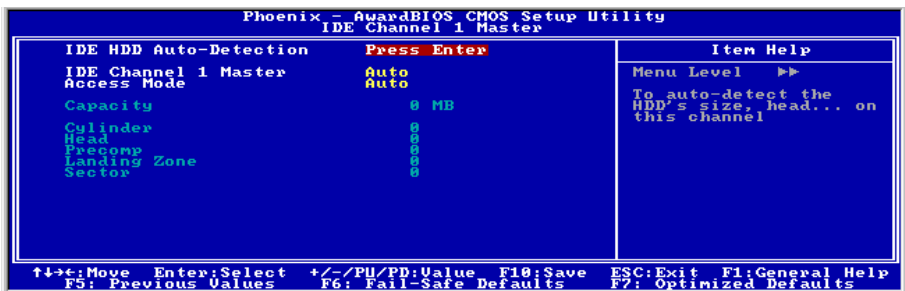 Phoenix - AwardBIOS CMOS Setup Utility
IDE Channel 1 Master
IDE HDD Auto-Detection Press Enter
IDE Channel 1 Master Auto
Access Mode Auto
Capacity 0 MB
Cylinder 0
Head 0
Precomp 0
Landing Zone 0
Sector 0
Item Help
Menu Level ▶▶
To auto-detect the
HDD's size, head... on
this channel
↑↓→←:Move Enter:Select +/-/PU/PD:Value F10:Save ESC:Exit F1:General Help
F5: Previous Values F6: Fail-Safe Defaults F7: Optimized Defaults